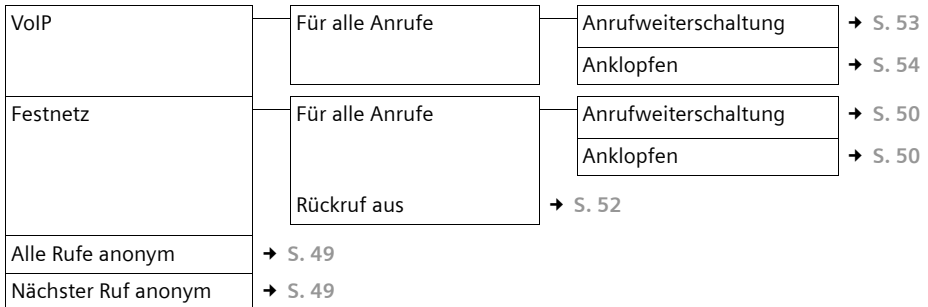 VoIP Für alle Anrufe Anrufweiterschaltung → S. 53
Anklopfen → S. 54
Festnetz Für alle Anrufe Anrufweiterschaltung → S. 50
Anklopfen → S. 50
Rückruf aus → S. 52
Alle Rufe anonym → S. 49
Nächster Ruf anonym → S. 49